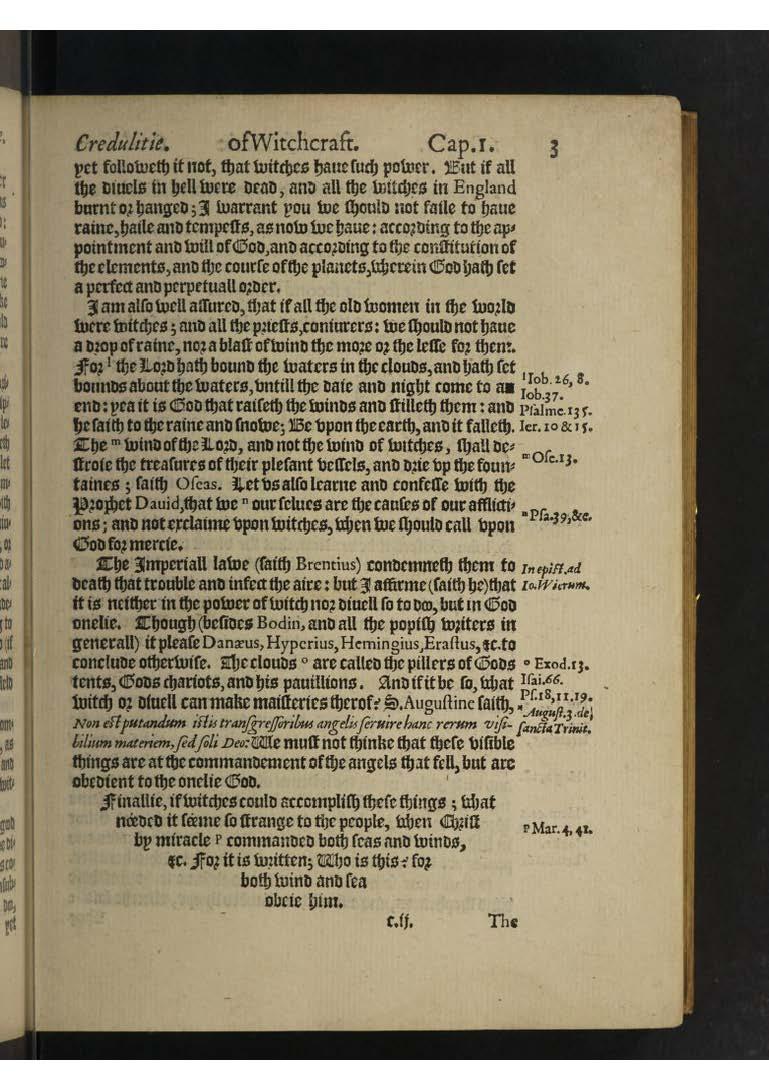 Credulitie. ofWitchcraft. Cap.1. 3
yet followeth it not, that witches haue such power. But if all
the diuels in hell were dead, and all the witches in England
burnt or hanged; I warrant you we should not faile to haue
raine, haile and tempests, as now we haue: according to the ap-
pointment and will of God, and according to the constitution of
the elements, and the course of the planets, wherein God hath set
a perfect and perpetuall order.
I am also well assured, that if all the old women in the world
were witches; and all the priests, coniurers: we should not haue
a drop of raine, nor a blast of wind the more or the lesse for them.
For l the Lord hath bound the waters in the clouds, and hath set
bounds about the waters, vntill the daie and night come to an
end: yea it is God that raiseth the winds and stilleth them: and
he saith to the raine and snowe; Be vpon the earth, and it falleth.
The m wind of the Lord, and not the wind of witches, shall de-
stroie the treasures of their plesant vessels, and drie vp the foun-
taines; saith Oseas. Let vs also learne and confesse with the
Prophet Dauid, that we n our selues are the causes of our afflicti-
ons; and not exclaime vpon witches, when we should call vpon
God for mercie.
The Imperiall lawe (saith Brentius) condemneth them to
death that trouble and infect the aire: but I affirme (saith he) that
it is neither in the power of witch nor diuell so to doo, but in God
onelie. Though (besides Bodin, and all the popish writers in
generall) it please Danæus, Hyperius, Hemingius, Erastus, &c. to
conclude otherwise. The clouds o are called the pillers of Gods
tents, Gods chariots, and his pauillions. And if it be so, what
witch or diuell can make maisteries therof? S. Augustine saith,
Non est putandum istis transgressoribus angelis seruire hanc rerum visi-
bilium materiem, sed soli Deo: We must not thinke that these visible
things are at the commandement of the angels that fell, but are
obedient to the onelie God.
Finallie, if witches could accomplish these things; what
needed it seeme so strange to the people, when Christ
by miracle p commanded both seas and winds,
&c. For it is written; Who is this? for
both wind and sea
obeie him.
c.ij. The
l Iob. 26, 8.
Iob. 37.
Psalme. 135.
Ier. 10 & 15.
m Ose. 13.
n Psa. 39, &c.
In epist. ad
Io. Wierum.
o Exod. 13.
Isai. 66.
Ps. 18, 11. 19.
August. 3. de
sancta Trinit.
p Mar. 4, 41.